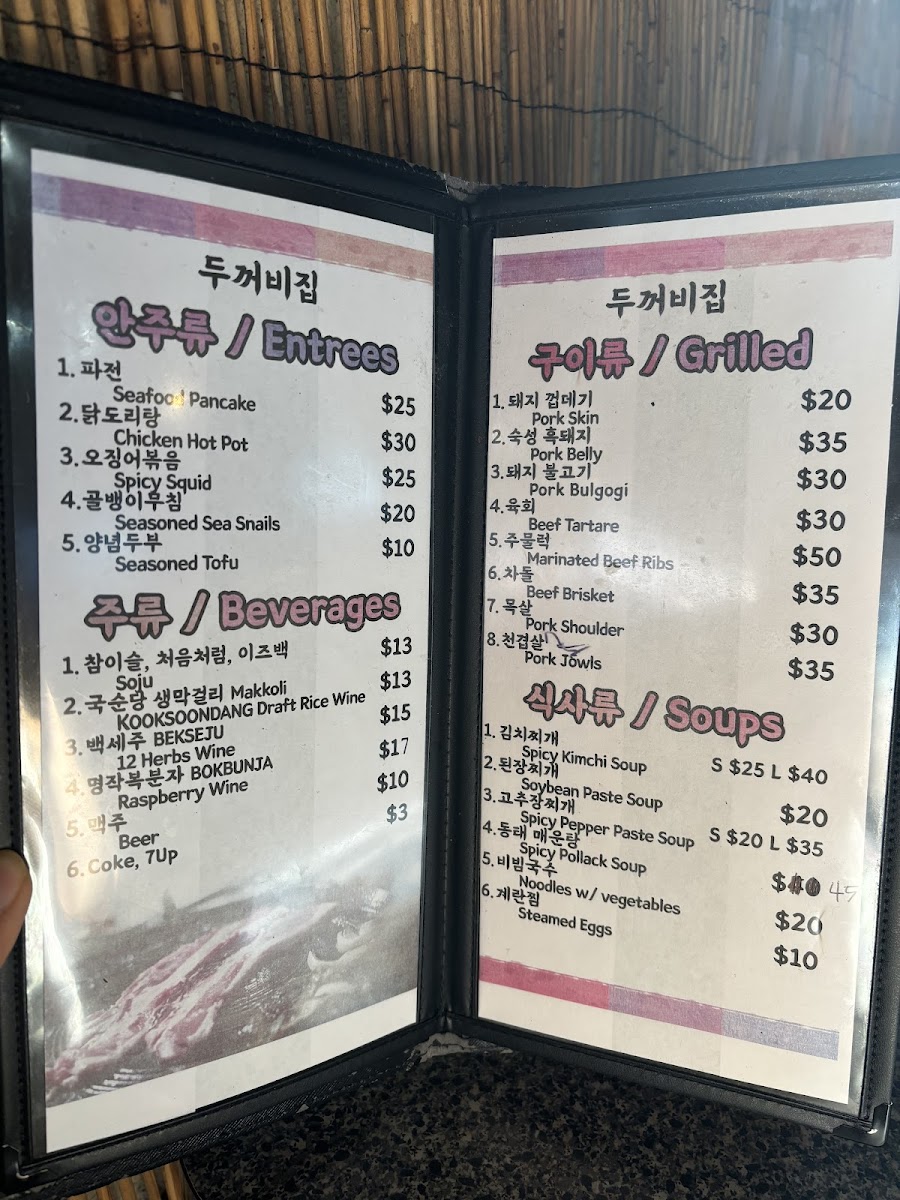 두꺼비집
안주류 / Entrees
1. 파전
Seafood Pancake $25
2. 닭도리탕
Chicken Hot Pot $30
3. 오징어볶음
Spicy Squid $25
4. 골뱅이무침
Seasoned Sea Snails $20
5. 양념두부
Seasoned Tofu $10
주류 / Beverages
1. 참이슬, 처음처럼, 이즈백 $13
Soju
2. 국순당 생막걸리 Makkoli $13
KOOKSOONDANG Draft Rice Wine
3. 백세주 BEKSEJU $15
12 Herbs Wine
4. 명작복분자 BOKBUNJA $17
Raspberry Wine
5. 맥주 $10
Beer
6. Coke, 7Up $3
두꺼비집
구이류 / Grilled
1. 돼지 껍데기 $20
Pork Skin
2. 숙성 흑돼지 $35
Pork Belly
3. 돼지 불고기 $30
Pork Bulgogi
4. 육회 $30
Beef Tartare
5. 주물럭 $50
Marinated Beef Ribs
6. 차돌 $35
Beef Brisket
7. 목살 $30
Pork Shoulder
8. 천겹살 $35
Pork Jowls
식사류 / Soups
1. 김치찌개
Spicy Kimchi Soup S $25 L $40
2. 된장찌개
Soybean Paste Soup $20
3. 고추장찌개
Spicy Pepper Paste Soup S $20 L $35
4. 동태 매운탕
Spicy Pollack Soup $40 45
5. 비빔국수
Noodles w/ vegetables $20
6. 계란찜
Steamed Eggs $10